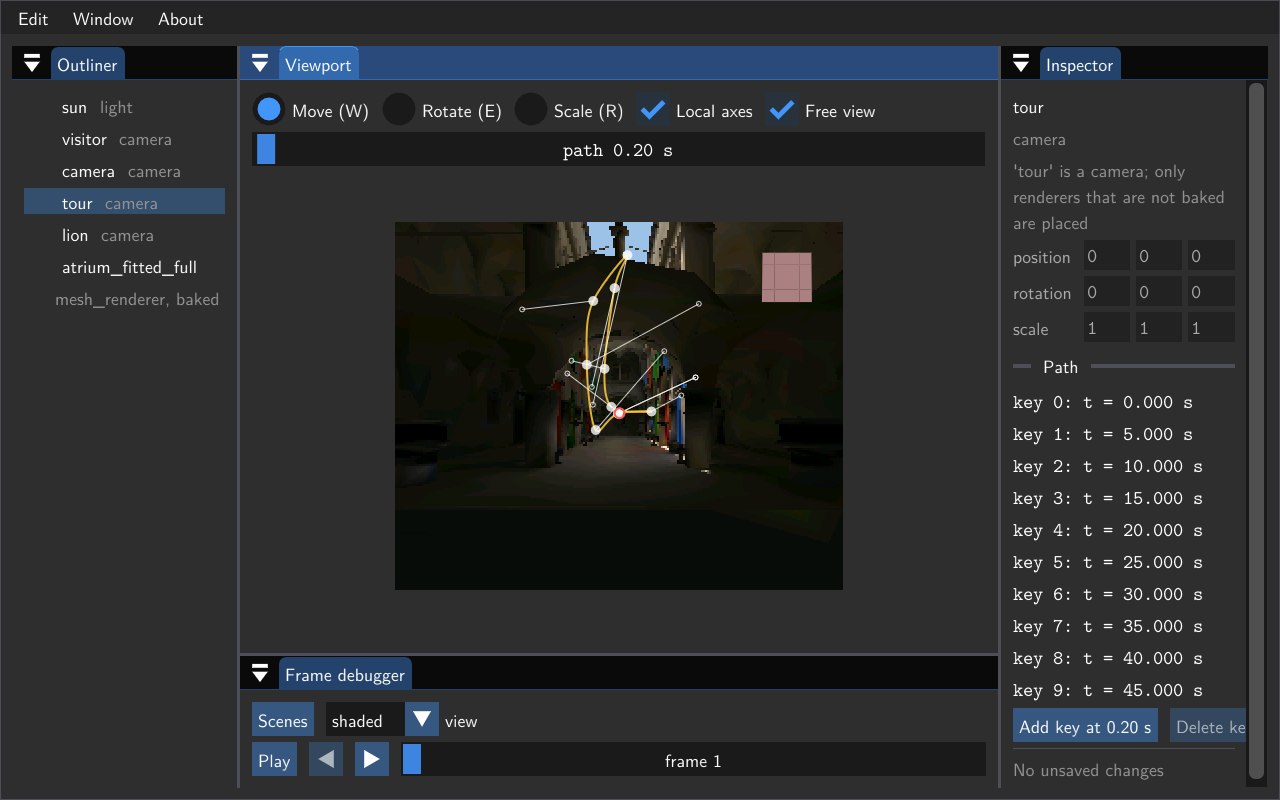 Edit Window About
Outliner
sun light
visitor camera
camera camera
tour camera
lion camera
atrium_fitted_full
mesh_renderer, baked
Viewport
Move (W) Rotate (E) Scale (R) Local axes Free view
path 0.20 s
Frame debugger
Scenes shaded view
Play frame 1
Inspector
tour
camera
'tour' is a camera; only
renderers that are not baked
are placed
position 0 0 0
rotation 0 0 0
scale 1 1 1
Path
key 0: t = 0.000 s
key 1: t = 5.000 s
key 2: t = 10.000 s
key 3: t = 15.000 s
key 4: t = 20.000 s
key 5: t = 25.000 s
key 6: t = 30.000 s
key 7: t = 35.000 s
key 8: t = 40.000 s
key 9: t = 45.000 s
Add key at 0.20 s Delete ke
No unsaved changes